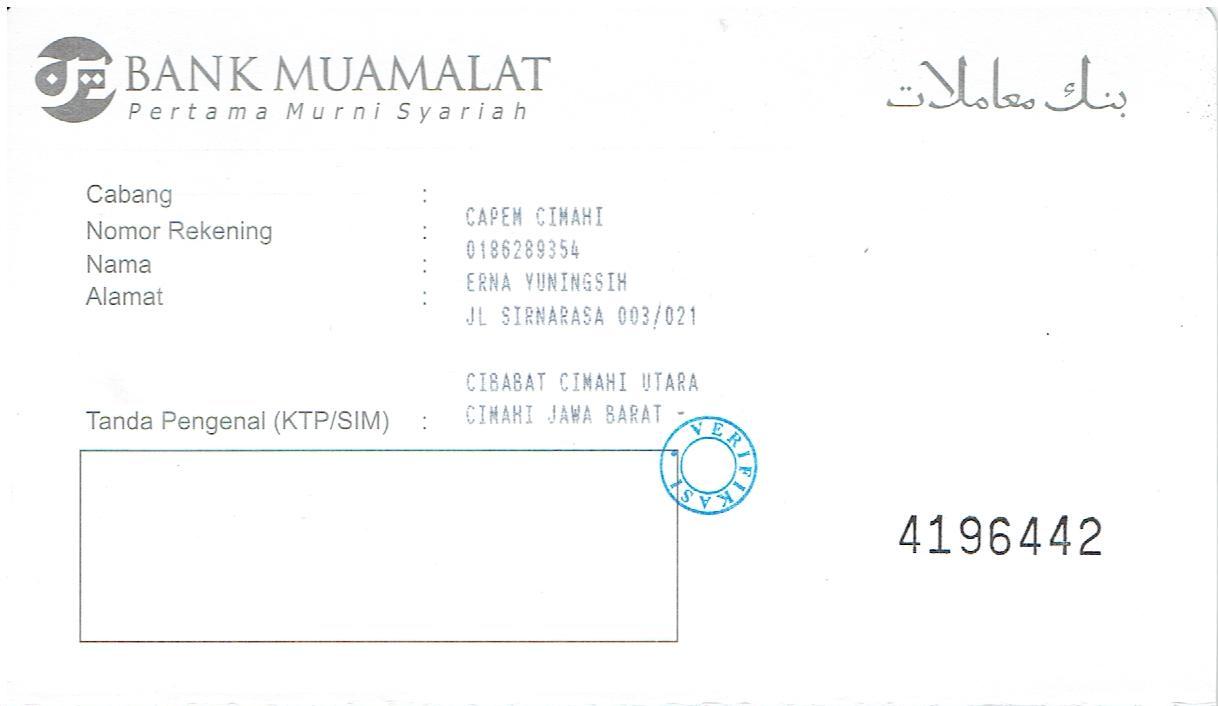 BANK MUAMALAT
Pertama Murni Syariah
بنك معاملات
Cabang : CAPEM CIMAHI
Nomor Rekening : 0186289354
Nama : ERNA YUNINGSIH
Alamat : JL SIRNARASA 003/021
CIBABAT CIMAHI UTARA
CIMAHI JAWA BARAT -
Tanda Pengenal (KTP/SIM) :
VERIFIKASI
4196442